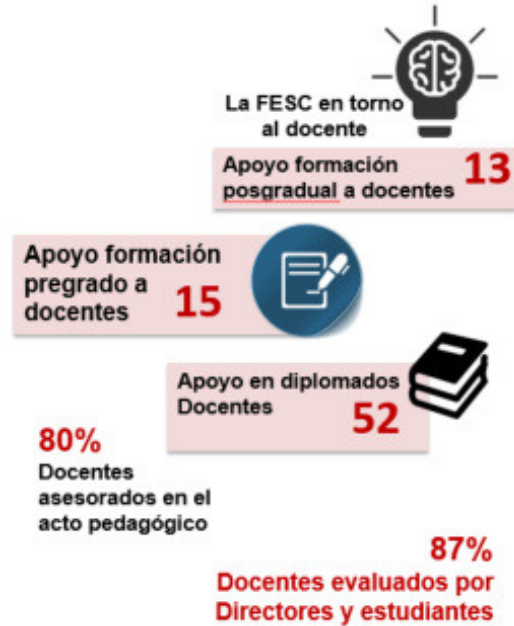 La FESC en torno
al docente
Apoyo formación
posgradual a docentes
13
Apoyo formación
pregrado a
docentes
15
Apoyo en diplomados
Docentes
52
80%
Docentes
asesorados en el
acto pedagógico
87%
Docentes evaluados por
Directores y estudiantes